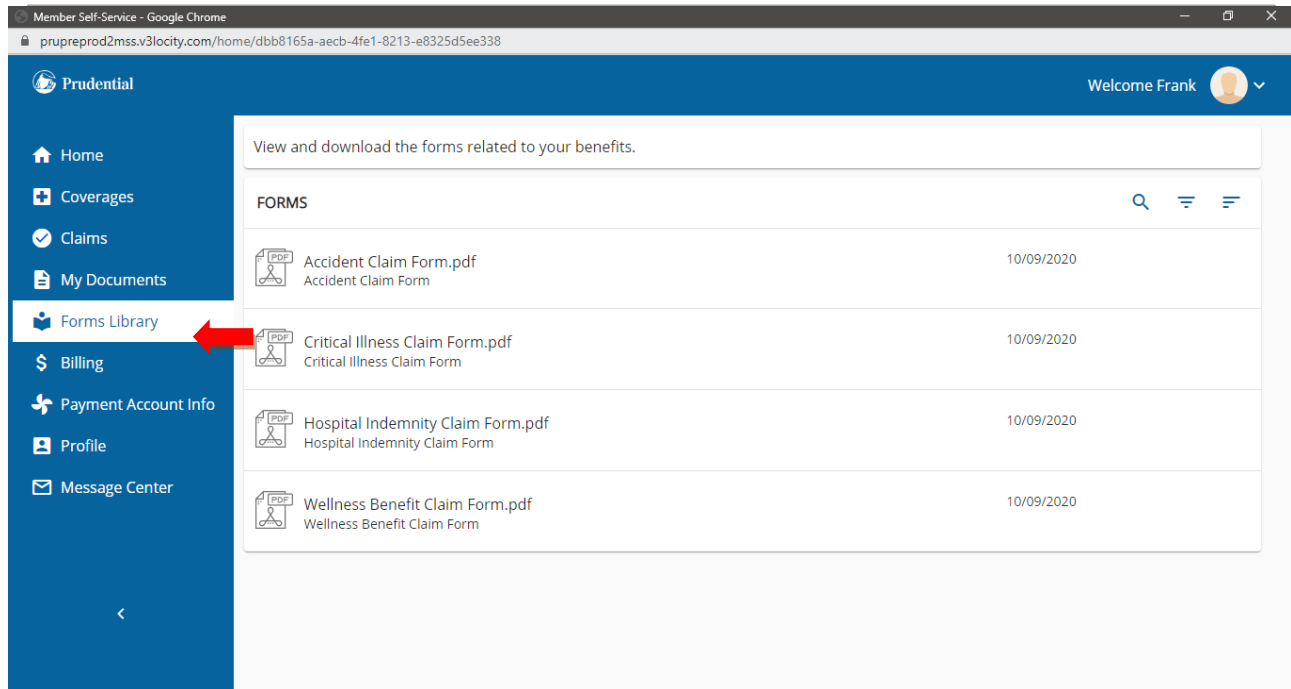 Member Self-Service - Google Chrome
prupreprod2mss.v3locity.com/home/dbb8165a-aecb-4fe1-8213-e8325d5ee338
Prudential
Welcome Frank
Home
Coverages
Claims
My Documents
Forms Library
Billing
Payment Account Info
Profile
Message Center
View and download the forms related to your benefits.
FORMS
PDF
Accident Claim Form.pdf
10/09/2020
Accident Claim Form
PDF
Critical Illness Claim Form.pdf
10/09/2020
Critical Illness Claim Form
PDF
Hospital Indemnity Claim Form.pdf
10/09/2020
Hospital Indemnity Claim Form
PDF
Wellness Benefit Claim Form.pdf
10/09/2020
Wellness Benefit Claim Form